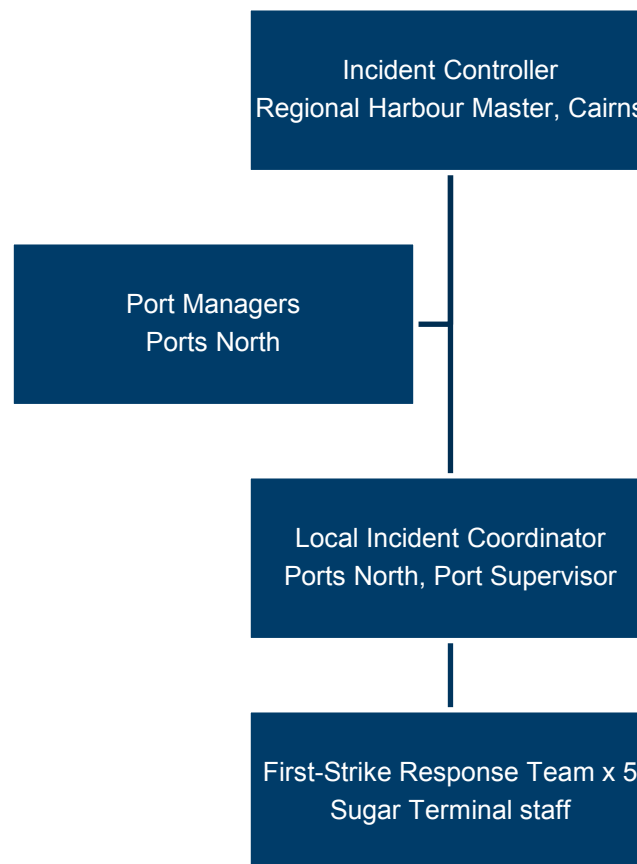 Incident Controller
Regional Harbour Master, Cairns
Port Managers
Ports North
Local Incident Coordinator
Ports North, Port Supervisor
First-Strike Response Team x 5
Sugar Terminal staff